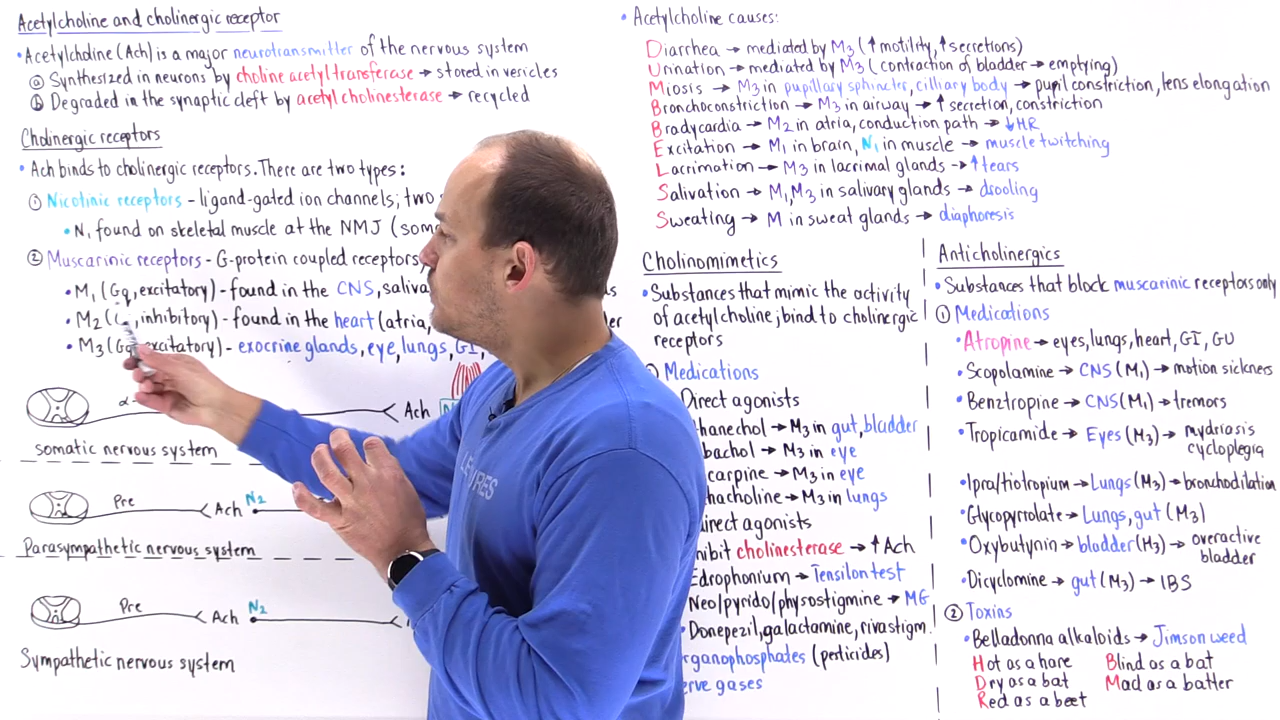 Acetylcholine and cholinergic receptor
• Acetylcholine (Ach) is a major neurotransmitter of the nervous system
ⓐ Synthesized in neurons by choline acetyl transferase → stored in vesicles
ⓑ Degraded in the synaptic cleft by acetyl cholinesterase → recycled
Cholinergic receptors
• Ach binds to cholinergic receptors. There are two types:
① Nicotinic receptors - ligand-gated ion channels; two
• N₁ found on skeletal muscle at the NMJ (som
② Muscarinic receptors - G-protein coupled receptors,
• M₁ (Gq, excitatory) - found in the CNS, saliva
• M₂ ( , inhibitory) - found in the heart (atria,
• M₃ (Gq, excitatory) - exocrine glands, eye, lungs, GI,
Ach
somatic nervous system
Pre Ach N₂
Parasympathetic nervous system
Pre Ach N₂
Sympathetic nervous system
LECTURES
• Acetylcholine causes:
Diarrhea → mediated by M₃ (↑ motility, ↑ secretions)
Urination → mediated by M₃ (contraction of bladder → emptying)
Miosis → M₃ in pupillary sphincter, cilliary body → pupil constriction, lens elongation
Bronchoconstriction → M₃ in airway → ↑ secretion, constriction
Bradycardia → M₂ in atria, conduction path → ↓HR
Excitation → M₁ in brain, N₁ in muscle → muscle twitching
Lacrimation → M₃ in lacrimal glands → ↑ tears
Salivation → M₁, M₃ in salivary glands → drooling
Sweating → M in sweat glands → diaphoresis
Cholinomimetics
• Substances that mimic the activity
of acetylcholine; bind to cholinergic
receptors
① Medications
Direct agonists
hanechol → M₃ in gut, bladder
bachol → M₃ in eye
carpine → M₃ in eye
hacholine → M₃ in lungs
direct agonists
nhibit cholinesterase → ↑ Ach
Edrophonium → Tensilon test
Neo/pyrido/physostigmine → MG
• Donepezil, galactamine, rivastigm.
organophosphates (pesticides)
erve gases
Anticholinergics
• Substances that block muscarinic receptors only
① Medications
• Atropine → eyes, lungs, heart, GI, GU
• Scopolamine → CNS (M₁) → motion sickness
• Benztropine → CNS (M₁) → tremors
• Tropicamide → Eyes (M₃) → mydriasis
cycloplegia
• Ipra/tiotropium → Lungs (M₃) → bronchodilation
• Glycopyrrolate → Lungs, gut (M₃)
• Oxybutynin → bladder (M₃) → overactive
bladder
• Dicyclomine → gut (M₃) → IBS
② Toxins
• Belladonna alkaloids → Jimson weed
Hot as a hare Blind as a bat
Dry as a bat Mad as a hatter
Red as a beet